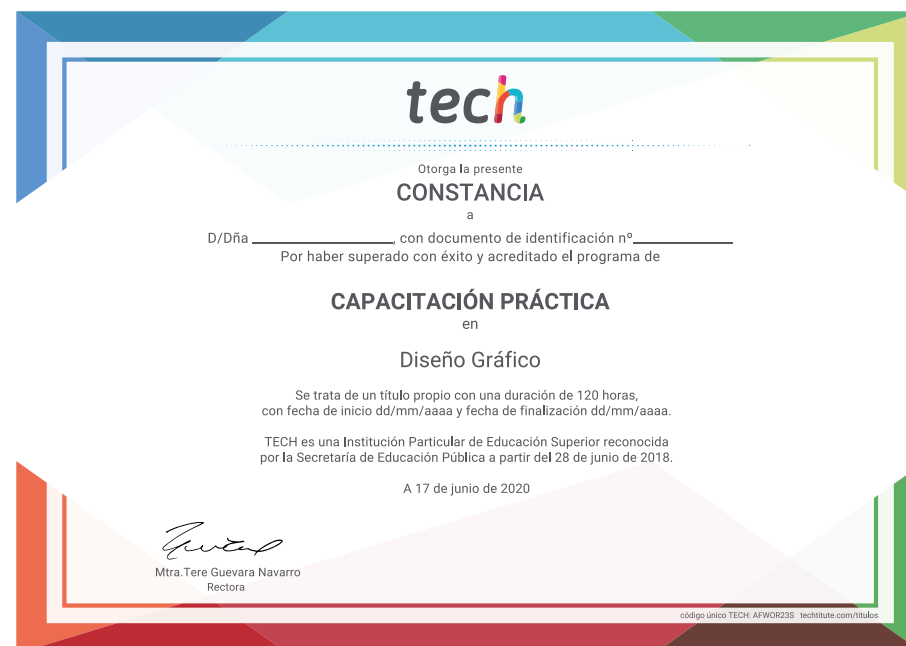 tech
Otorga la presente
CONSTANCIA
a
D/Dña ____________________, con documento de identificación nº______________
Por haber superado con éxito y acreditado el programa de
CAPACITACIÓN PRÁCTICA
en
Diseño Gráfico
Se trata de un título propio con una duración de 120 horas,
con fecha de inicio dd/mm/aaaa y fecha de finalización dd/mm/aaaa.
TECH es una Institución Particular de Educación Superior reconocida
por la Secretaría de Educación Pública a partir del 28 de junio de 2018.
A 17 de junio de 2020
Mtra.Tere Guevara Navarro
Rectora
código único TECH: AFWOR23S techtitute.com/titulos